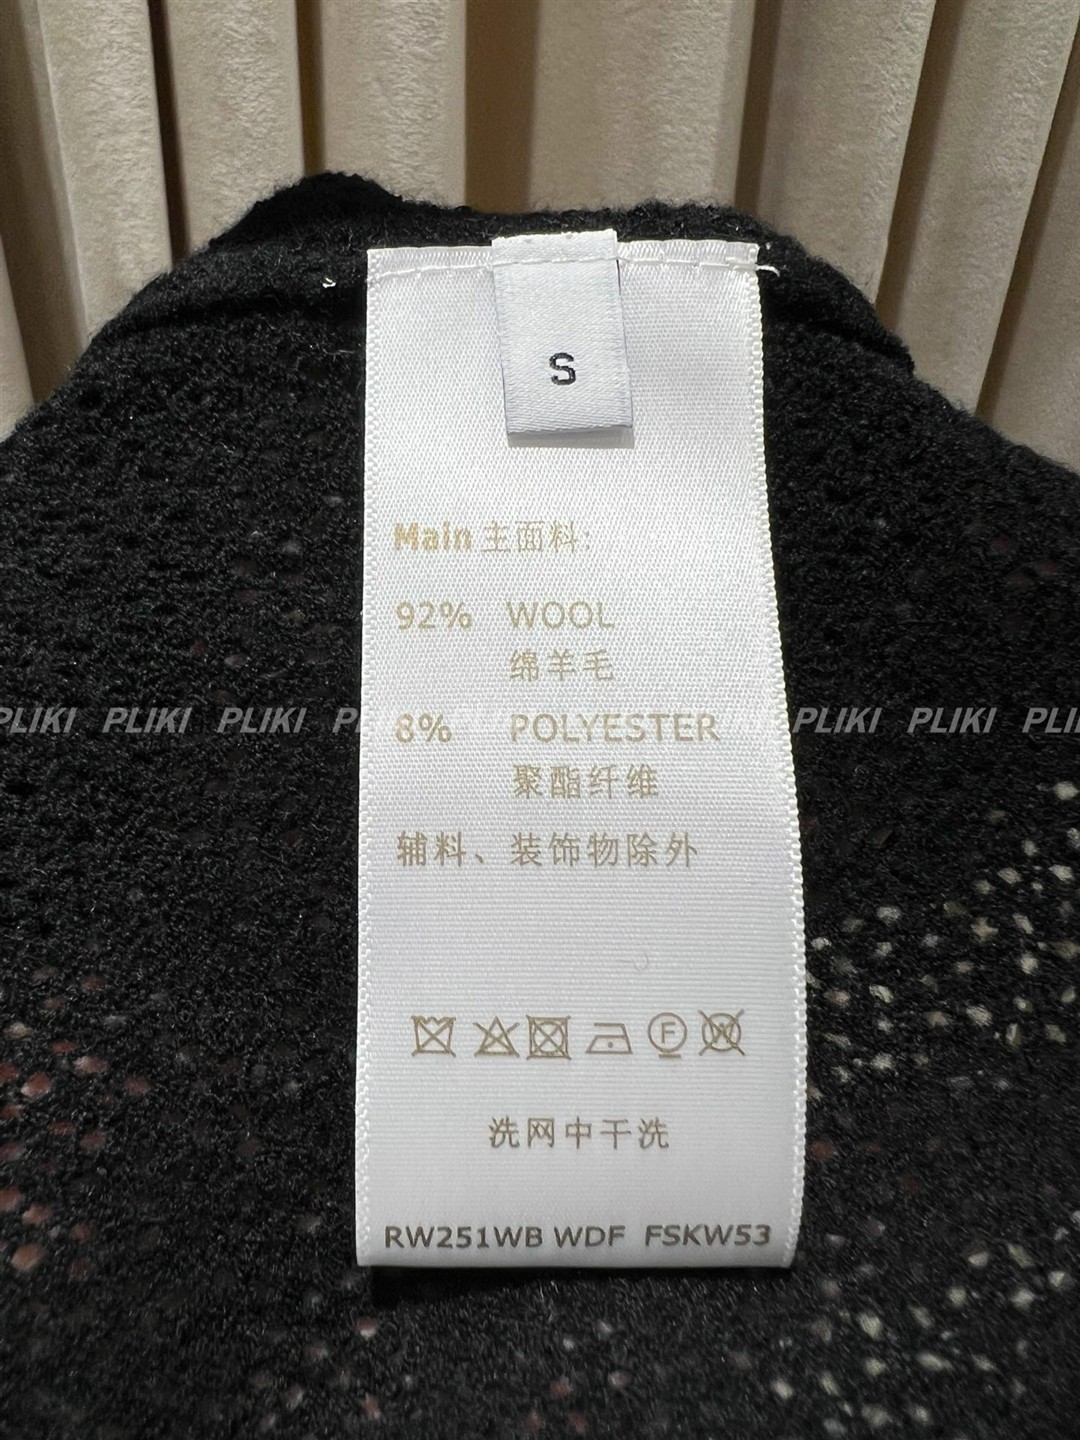 S
Main 主面料:
92% WOOL
绵羊毛
PLIKI PLIKI PLIKI PLIKI PLIKI PLI
8% POLYESTER
聚酯纤维
辅料、装饰物除外
F W
洗网中干洗
RW251WB WDF FSKW53